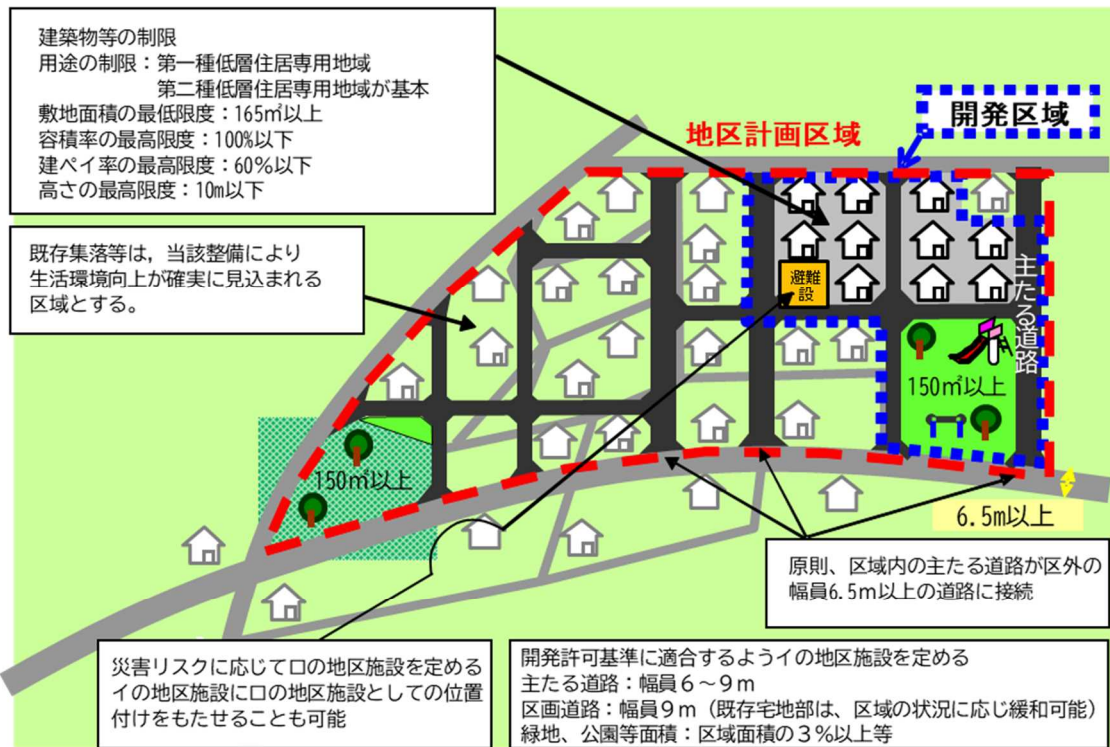 建築物等の制限
用途の制限：第一種低層住居専用地域
第二種低層住居専用地域が基本
敷地面積の最低限度：165㎡以上
容積率の最高限度：100%以下
建ペイ率の最高限度：60%以下
高さの最高限度：10m以下
地区計画区域
開発区域
既存集落等は，当該整備により
生活環境向上が確実に見込まれる
区域とする。
避難
設
主たる道路
150㎡以上
150㎡以上
6.5m以上
原則、区域内の主たる道路が区外の
幅員6.5m以上の道路に接続
災害リスクに応じてロの地区施設を定める
イの地区施設にロの地区施設としての位置
付けをもたせることも可能
開発許可基準に適合するようイの地区施設を定める
主たる道路：幅員６～９ｍ
区画道路：幅員９ｍ（既存宅地部は、区域の状況に応じ緩和可能）
緑地、公園等面積：区域面積の３％以上等